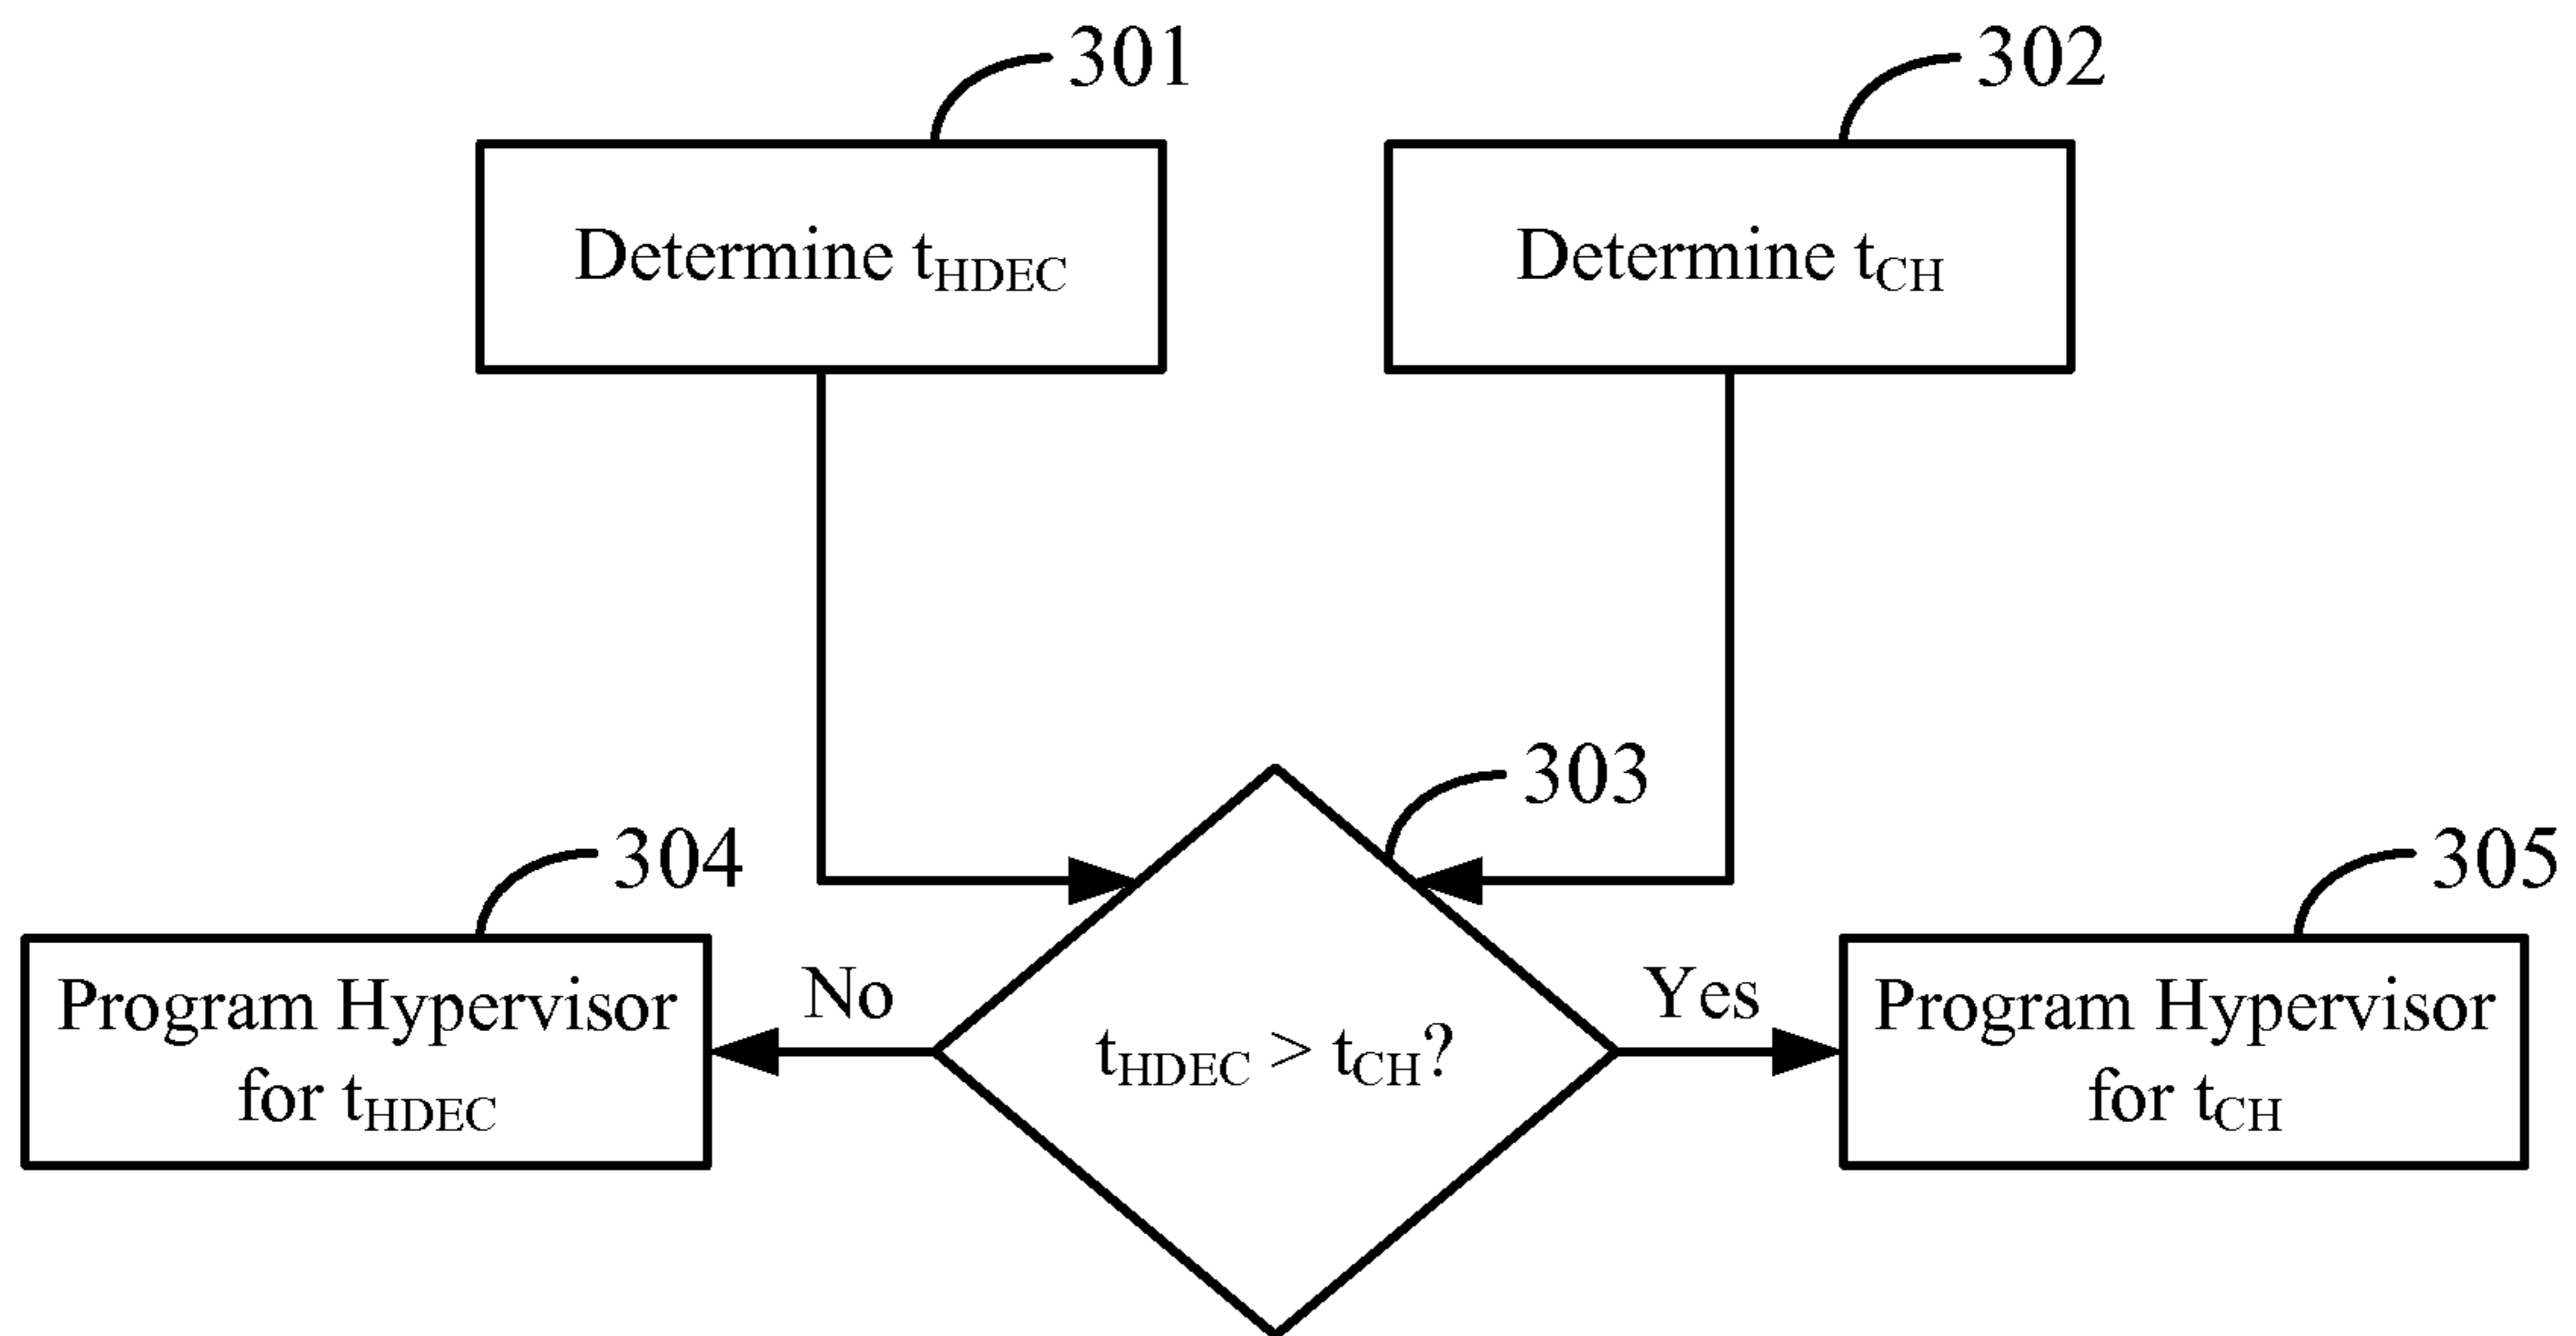 301
302
Determine tHDEC
Determine tCH
303
304
305
No
Yes
Program Hypervisor
for tHDEC
tHDEC > tCH?
Program Hypervisor
for tCH